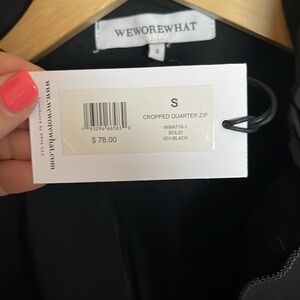 WEWOREWHAT
S
www.weworewhat.com
S
CROPPED QUARTER ZIP
WWAT16-1
SOLID
001-BLACK
$ 78.00